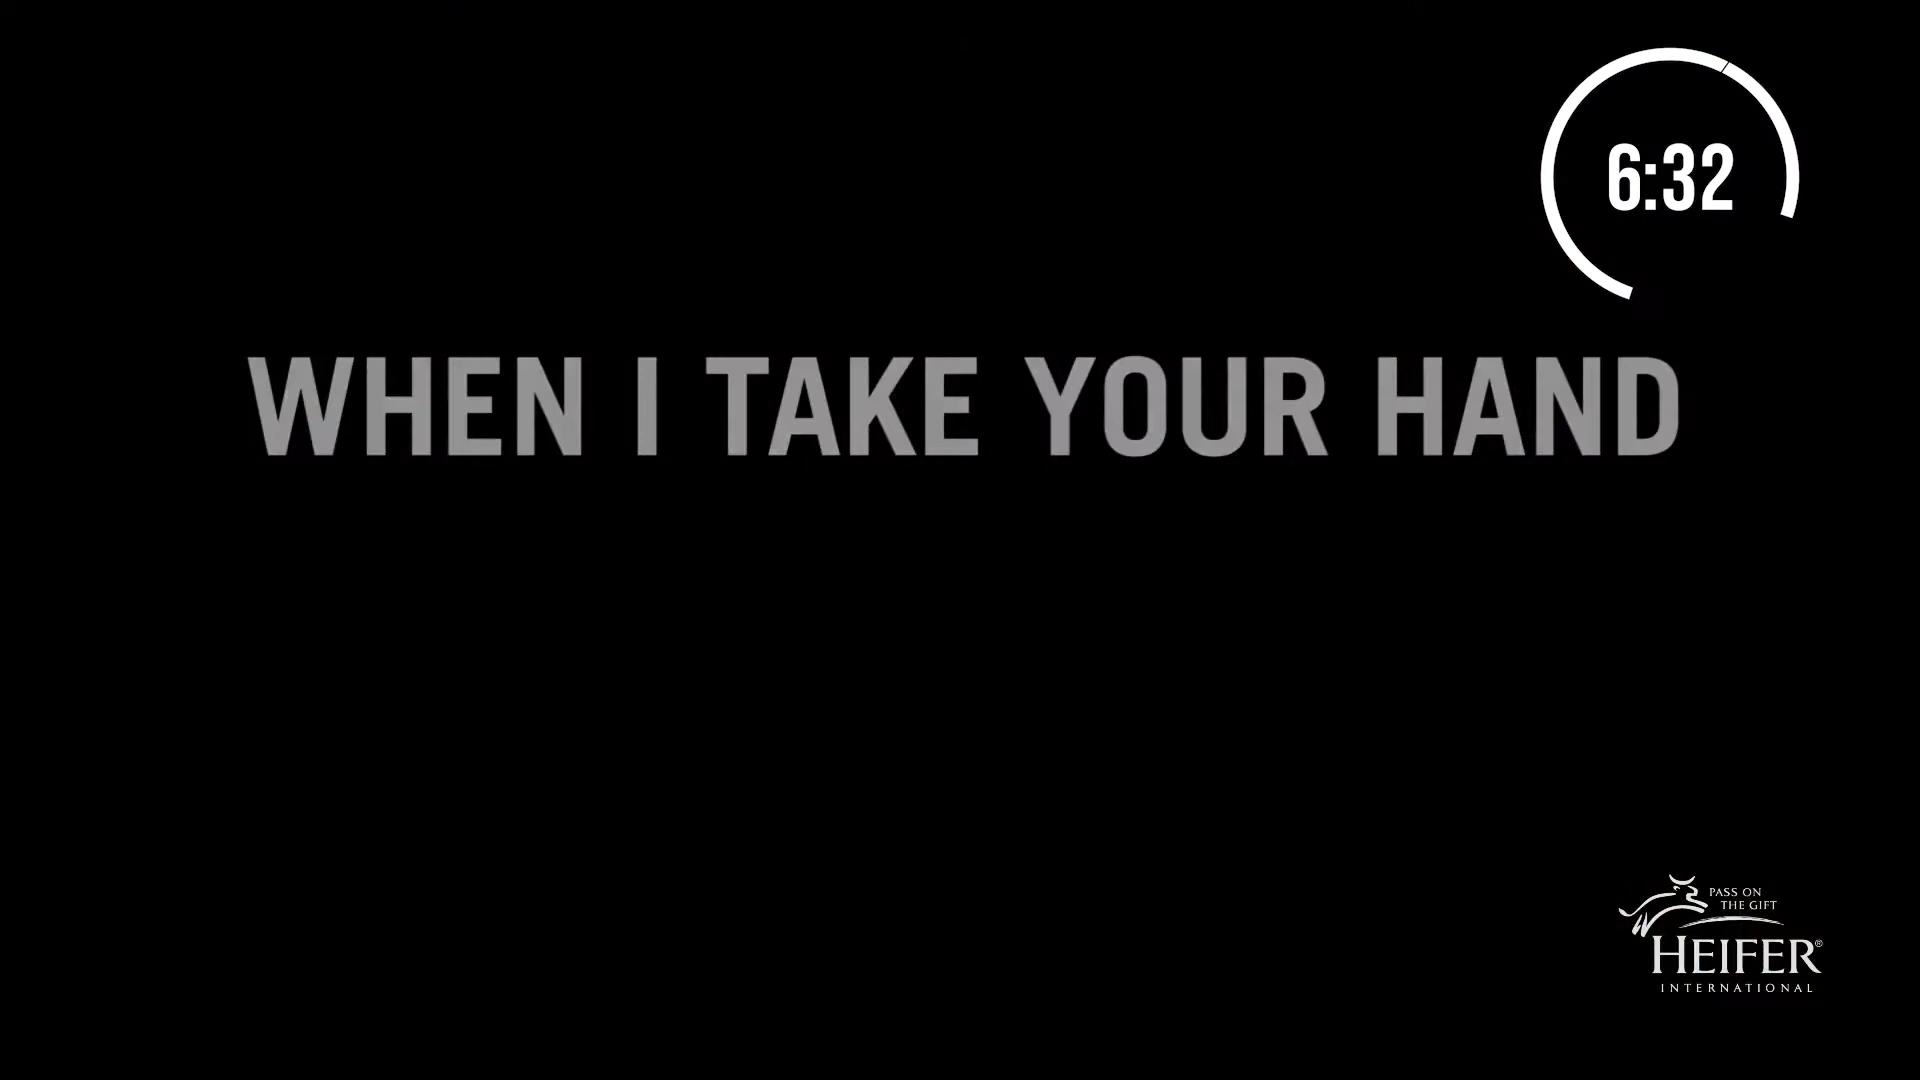 6:32
WHEN I TAKE YOUR HAND
PASS ON
THE GIFT
HEIFER®
INTERNATIONAL